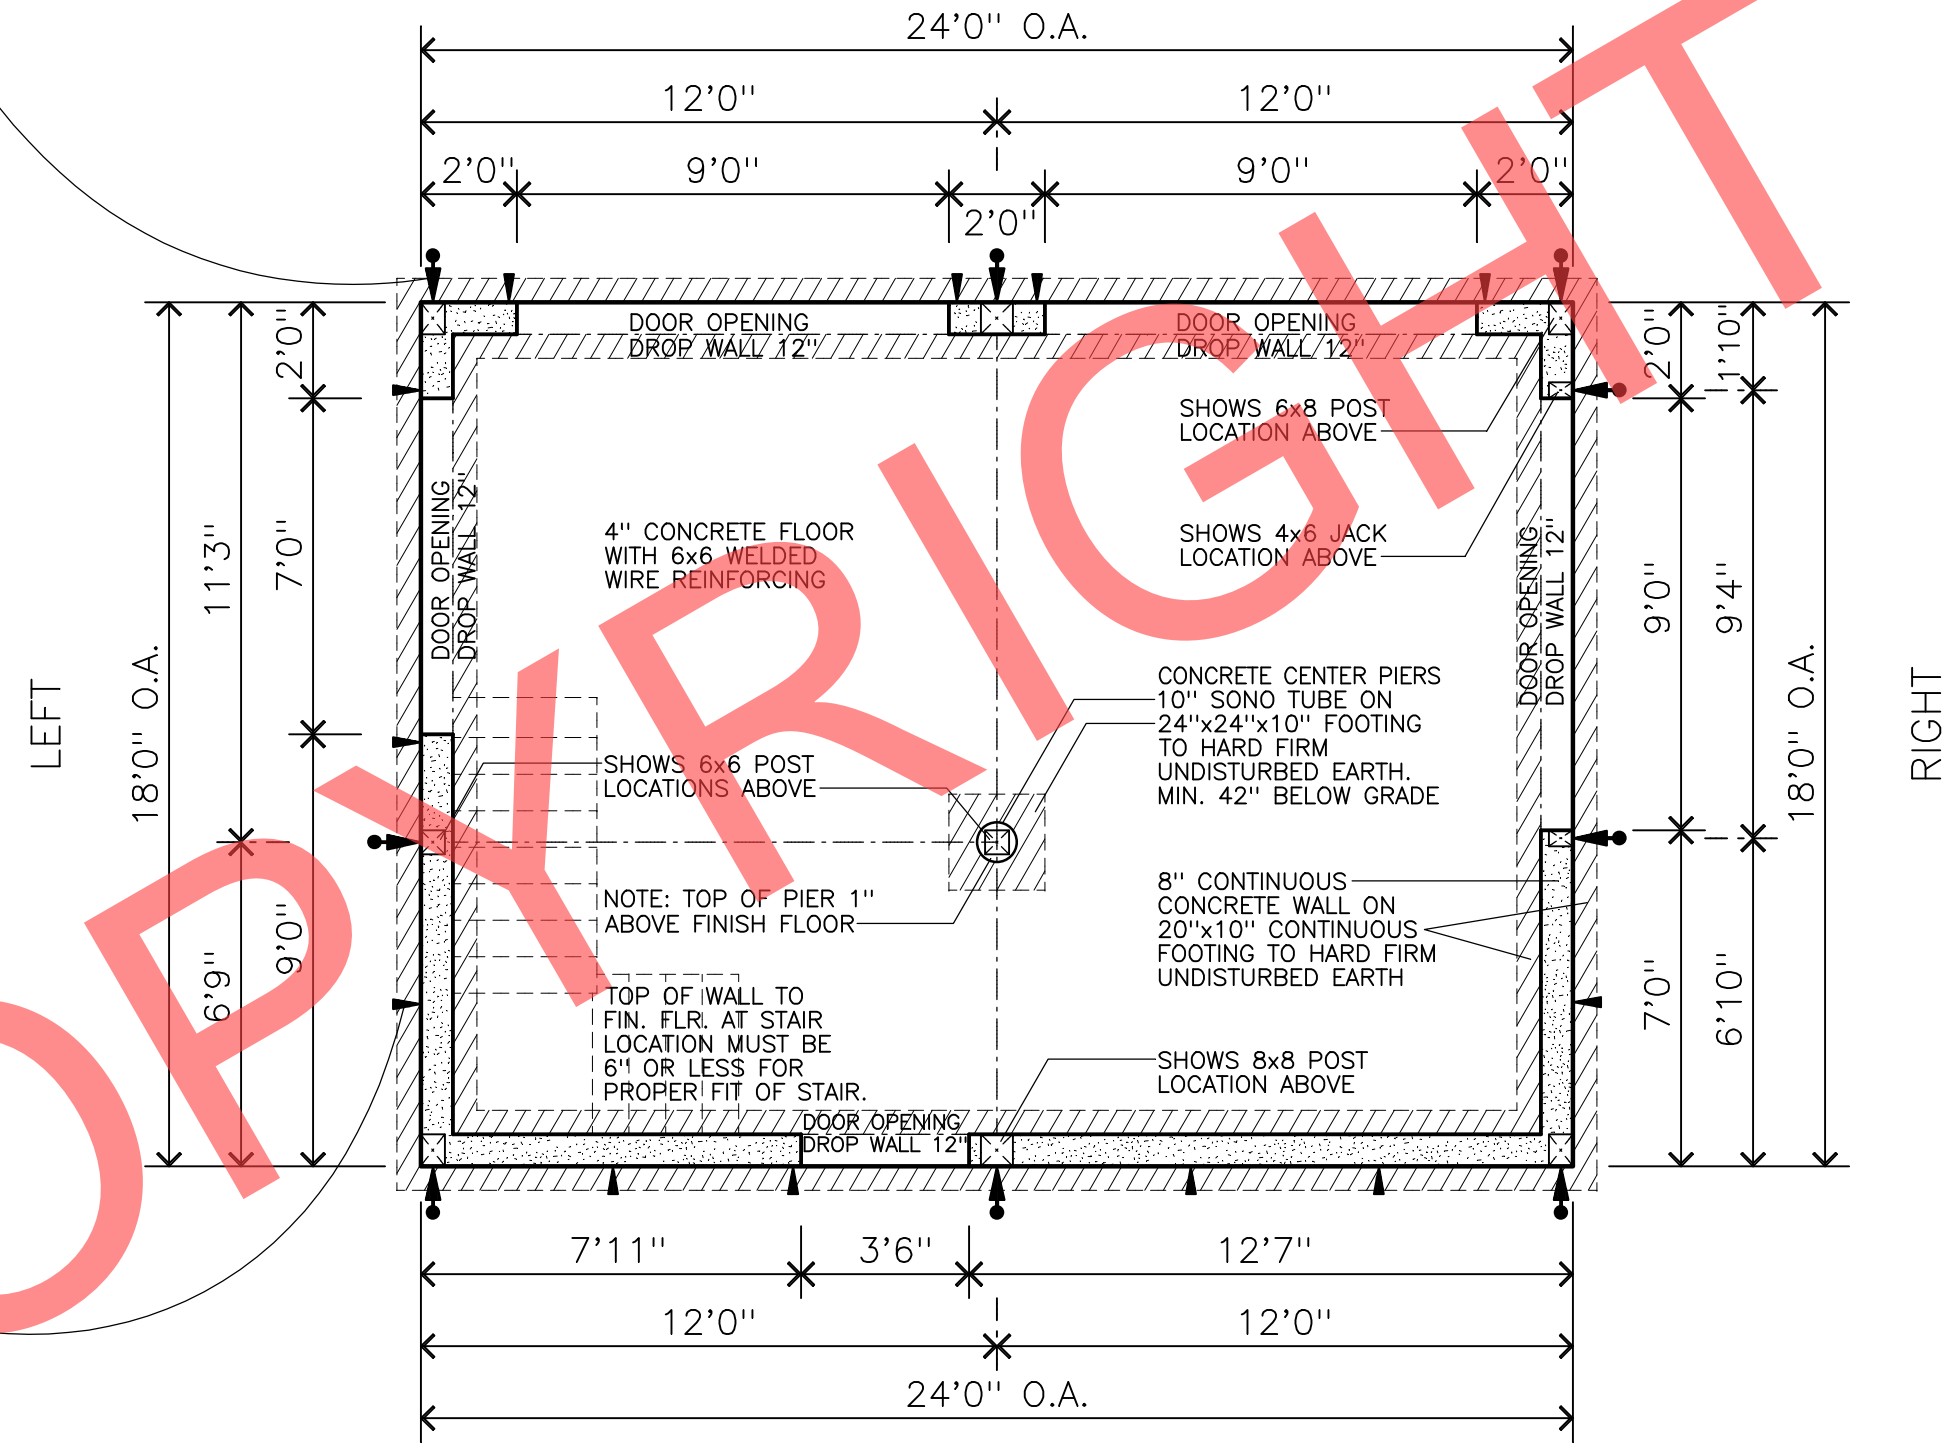 24'0" O.A.
12'0"
12'0"
2'0"
9'0"
9'0"
2'0"
2'0"
DOOR OPENING
DROP WALL 12"
DOOR OPENING
DROP WALL 12"
2'0"
11'3"
7'0"
18'0" O.A.
6'9"
9'0"
LEFT
DOOR OPENING
DROP WALL 12"
4" CONCRETE FLOOR
WITH 6x6 WELDED
WIRE REINFORCING
SHOWS 6x8 POST
LOCATION ABOVE
SHOWS 4x6 JACK
LOCATION ABOVE
DOOR OPENING
DROP WALL 12"
2'0"
1'10"
9'0"
9'4"
18'0" O.A.
7'0"
6'10"
RIGHT
SHOWS 6x6 POST
LOCATIONS ABOVE
CONCRETE CENTER PIERS
10" SONO TUBE ON
24"x24"x10" FOOTING
TO HARD FIRM
UNDISTURBED EARTH.
MIN. 42" BELOW GRADE
NOTE: TOP OF PIER 1"
ABOVE FINISH FLOOR
8" CONTINUOUS
CONCRETE WALL ON
20"x10" CONTINUOUS
FOOTING TO HARD FIRM
UNDISTURBED EARTH
TOP OF WALL TO
FIN. FLR. AT STAIR
LOCATION MUST BE
6" OR LESS FOR
PROPER FIT OF STAIR.
SHOWS 8x8 POST
LOCATION ABOVE
DOOR OPENING
DROP WALL 12"
7'11"
3'6"
12'7"
12'0"
12'0"
24'0" O.A.
OPYRIGHT